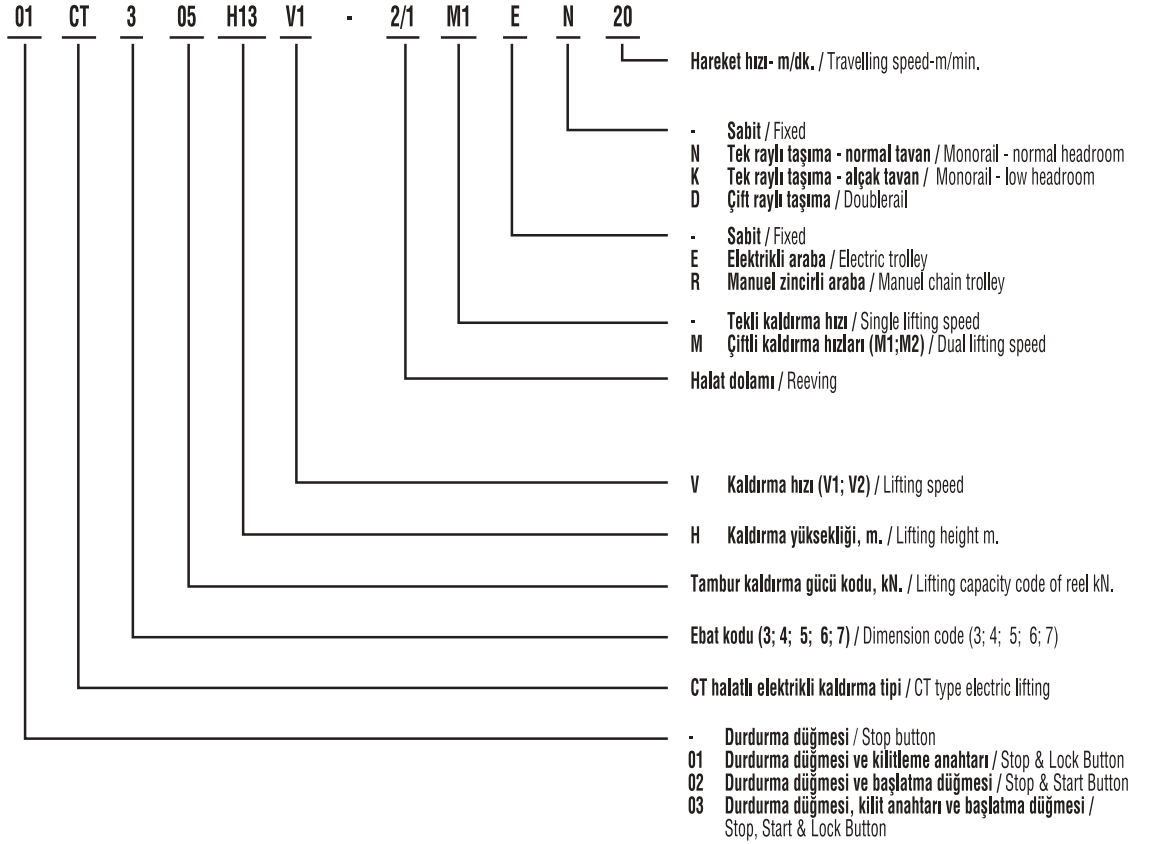 01 CT 3 05 H13 V1 - 2/1 M1 E N 20
Hareket hızı- m/dk. / Travelling speed-m/min.
- Sabit / Fixed
N Tek raylı taşıma - normal tavan / Monorail - normal headroom
K Tek raylı taşıma - alçak tavan / Monorail - low headroom
D Çift raylı taşıma / Doublerail
- Sabit / Fixed
E Elektrikli araba / Electric trolley
R Manuel zincirli araba / Manuel chain trolley
- Tekli kaldırma hızı / Single lifting speed
M Çiftli kaldırma hızları (M1;M2) / Dual lifting speed
Halat dolamı / Reeving
V Kaldırma hızı (V1; V2) / Lifting speed
H Kaldırma yüksekliği, m. / Lifting height m.
Tambur kaldırma gücü kodu, kN. / Lifting capacity code of reel kN.
Ebat kodu (3; 4; 5; 6; 7) / Dimension code (3; 4; 5; 6; 7)
CT halatlı elektrikli kaldırma tipi / CT type electric lifting
- Durdurma düğmesi / Stop button
01 Durdurma düğmesi ve kilitleme anahtarı / Stop & Lock Button
02 Durdurma düğmesi ve başlatma düğmesi / Stop & Start Button
03 Durdurma düğmesi, kilit anahtarı ve başlatma düğmesi /
Stop, Start & Lock Button